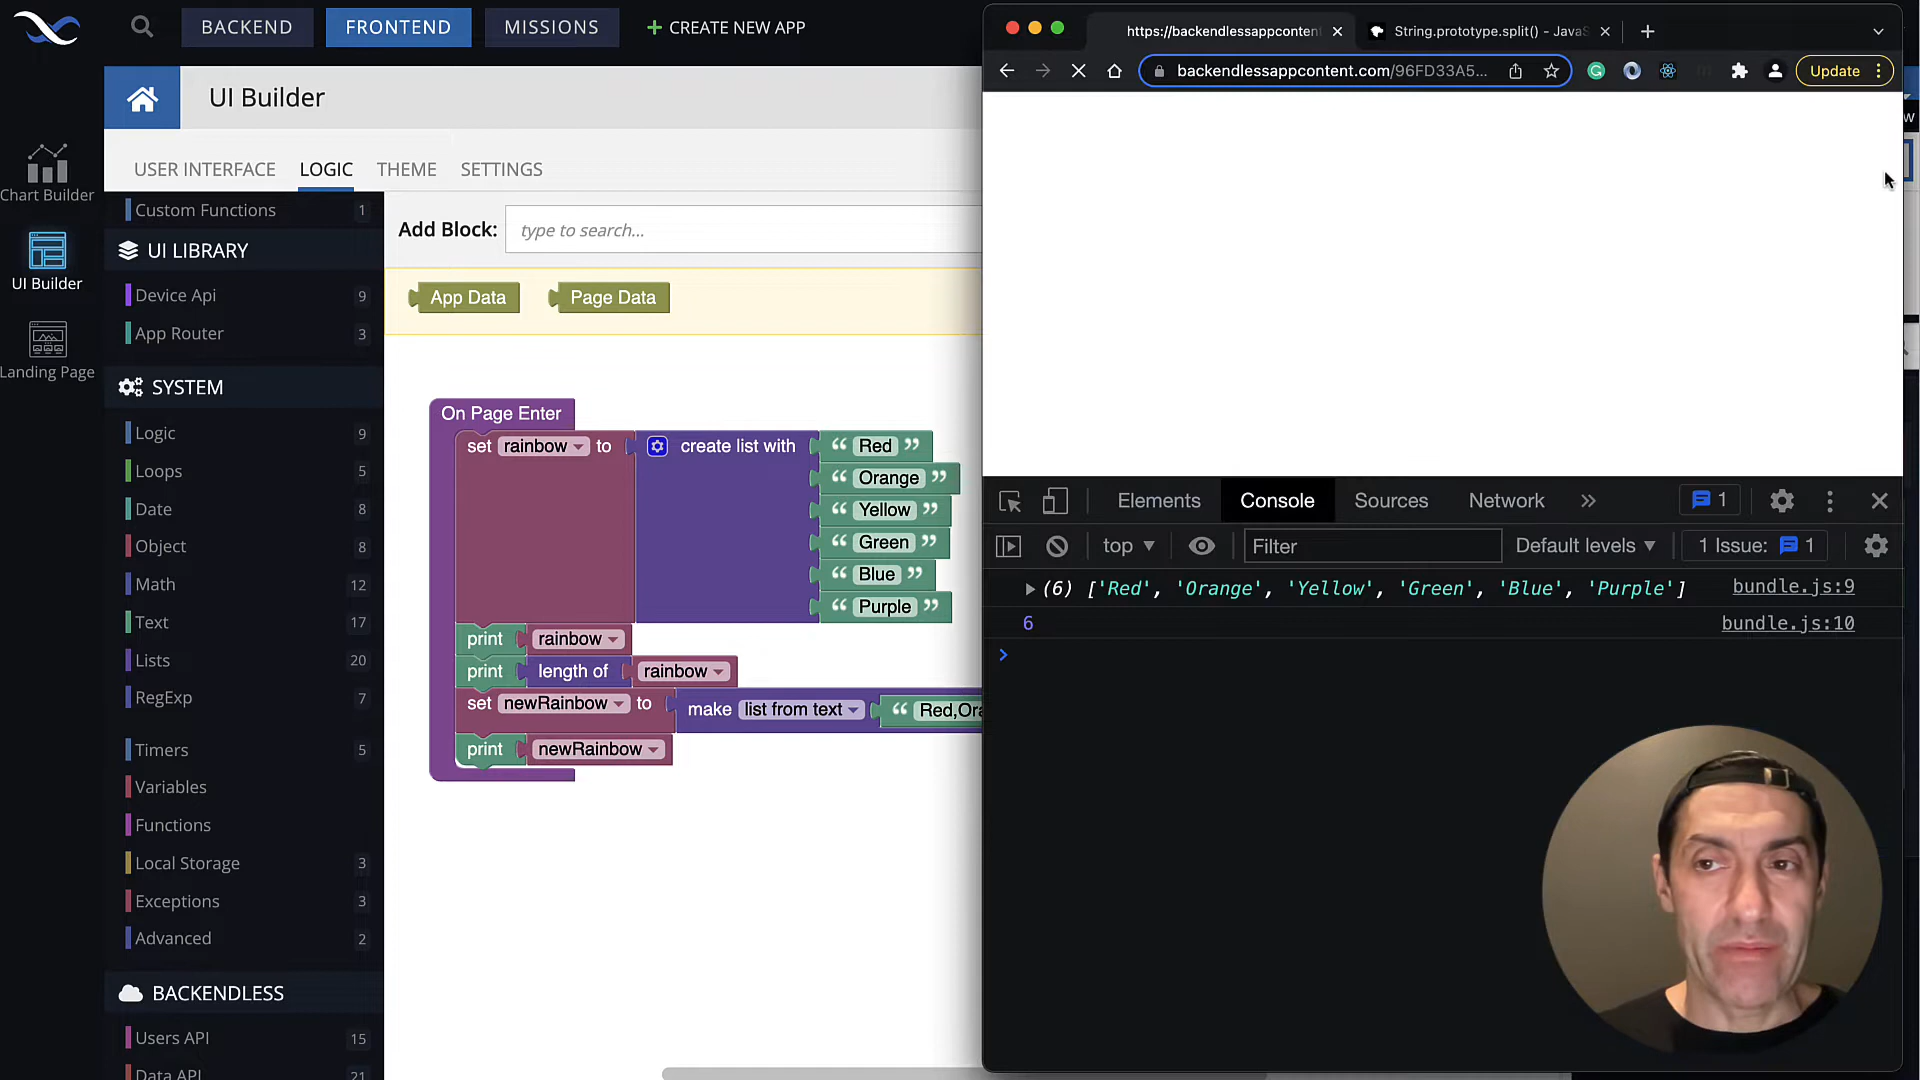 BACKEND
FRONTEND
MISSIONS
+ CREATE NEW APP
UI Builder
USER INTERFACE
LOGIC
THEME
SETTINGS
Chart Builder
UI Builder
Landing Page
Custom Functions 1
UI LIBRARY
Device Api 9
App Router 3
SYSTEM
Logic 9
Loops 5
Date 8
Object 8
Math 12
Text 17
Lists 20
RegExp 7
Timers 5
Variables
Functions
Local Storage 3
Exceptions 3
Advanced 2
BACKENDLESS
Users API 15
Data API 21
Add Block: type to search...
App Data
Page Data
On Page Enter
set rainbow to create list with “ Red ”
“ Orange ”
“ Yellow ”
“ Green ”
“ Blue ”
“ Purple ”
print rainbow
print length of rainbow
set newRainbow to make list from text “ Red,Ora
print newRainbow
https://backendlessappconten
String.prototype.split() - JavaS
backendlessappcontent.com/96FD33A5...
Update
Elements
Console
Sources
Network
1
top
Filter
Default levels
1 Issue: 1
(6) ['Red', 'Orange', 'Yellow', 'Green', 'Blue', 'Purple'] bundle.js:9
6 bundle.js:10